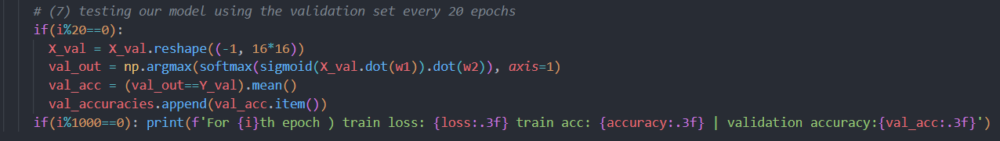 # (7) testing our model using the validation set every 20 epochs
if(i%20==0):
X_val = X_val.reshape((-1, 16*16))
val_out = np.argmax(softmax(sigmoid(X_val.dot(w1)).dot(w2)), axis=1)
val_acc = (val_out==Y_val).mean()
val_accuracies.append(val_acc.item())
if(i%1000==0): print(f'For {i}th epoch ) train loss: {loss:.3f} train acc: {accuracy:.3f} | validation accuracy:{val_acc:.3f}')